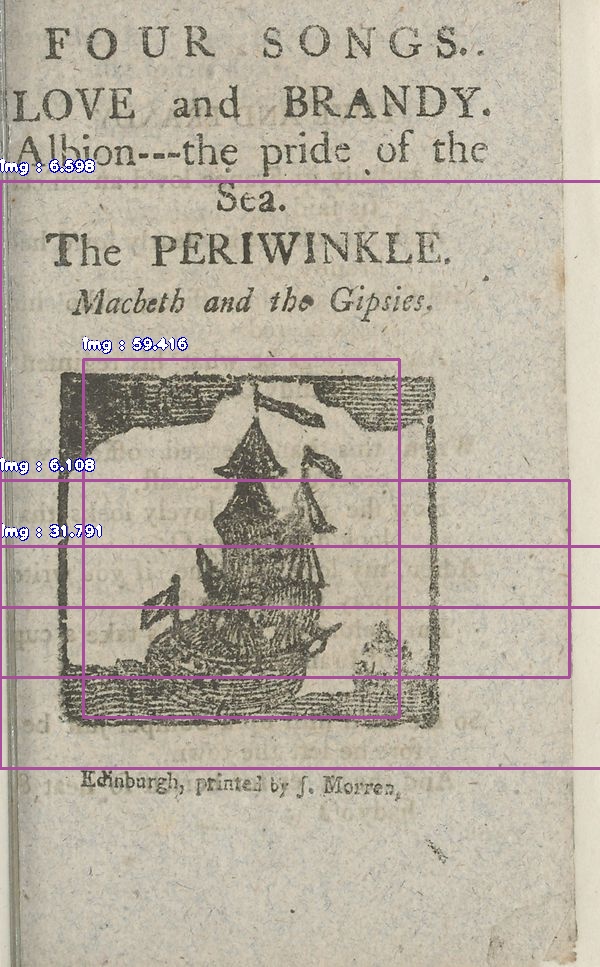 FOUR SONGS..
LOVE and BRANDY.
Albion---the pride of the
Sea.
The PERIWINKLE.
Macbeth and the Gipsies.
Edinburgh, printed by J. Morren,
Img : 6.598
Img : 59.416
Img : 6.108
Img : 31.791